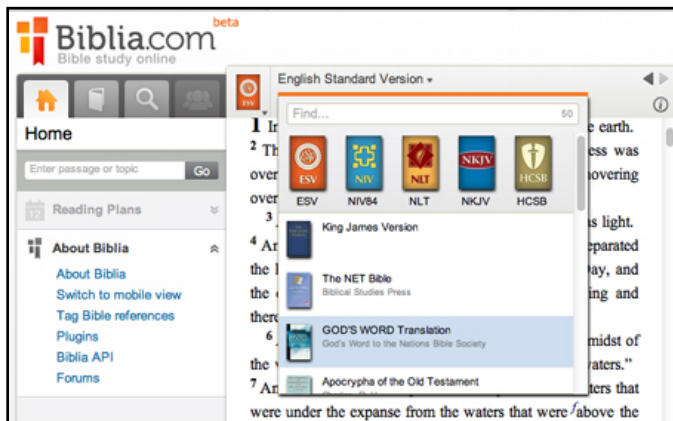 Biblia.com beta
Bible study online
ESV
English Standard Version
Home
Enter passage or topic Go
12 Reading Plans
About Biblia
About Biblia
Switch to mobile view
Tag Bible references
Plugins
Biblia API
Forums
Find... 50
ESV NIV NLT NKJV HCSB
ESV NIV84 NLT NKJV HCSB
King James Version
The NET Bible
Biblical Studies Press
GOD'S WORD Translation
God's Word to the Nations Bible Society
Apocrypha of the Old Testament
1 In e earth.
2 Th ess was
over overing
over
3 s light.
4 An eparated
the l Day, and
the ing and
there
6 midst of
the v vaters.”
7 An ters that
were under the expanse from the waters that were f above the